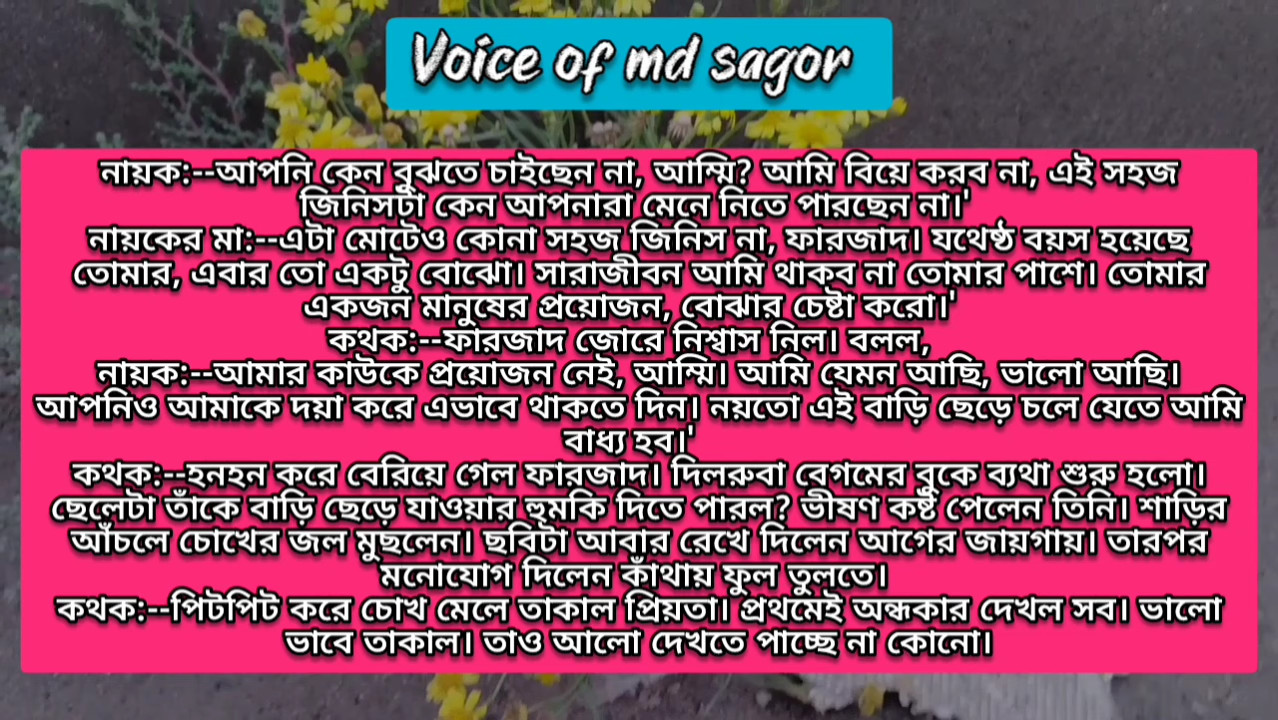 Voice of md sagor
নায়ক:--আপনি কেন বুঝতে চাইছেন না, আম্মি? আমি বিয়ে করব না, এই সহজ
জিনিসটা কেন আপনারা মেনে নিতে পারছেন না।'
নায়কের মা:--এটা মোটেও কোনা সহজ জিনিস না, ফারজাদ। যথেষ্ঠ বয়স হয়েছে
তোমার, এবার তো একটু বোঝো। সারাজীবন আমি থাকব না তোমার পাশে। তোমার
একজন মানুষের প্রয়োজন, বোঝার চেষ্টা করো।'
কথক:--ফারজাদ জোরে নিশ্বাস নিল। বলল,
নায়ক:--আমার কাউকে প্রয়োজন নেই, আম্মি। আমি যেমন আছি, ভালো আছি।
আপনিও আমাকে দয়া করে এভাবে থাকতে দিন। নয়তো এই বাড়ি ছেড়ে চলে যেতে আমি
বাধ্য হব।'
কথক:--হনহন করে বেরিয়ে গেল ফারজাদ। দিলরুবা বেগমের বুকে ব্যথা শুরু হলো।
ছেলেটা তাঁকে বাড়ি ছেড়ে যাওয়ার হুমকি দিতে পারল? ভীষণ কষ্ট পেলেন তিনি। শাড়ির
আঁচলে চোখের জল মুছলেন। ছবিটা আবার রেখে দিলেন আগের জায়গায়। তারপর
মনোযোগ দিলেন কাঁথায় ফুল তুলতে।
কথক:--পিটপিট করে চোখ মেলে তাকাল প্রিয়তা। প্রথমেই অন্ধকার দেখল সব। ভালো
ভাবে তাকাল। তাও আলো দেখতে পাচ্ছে না কোনো।